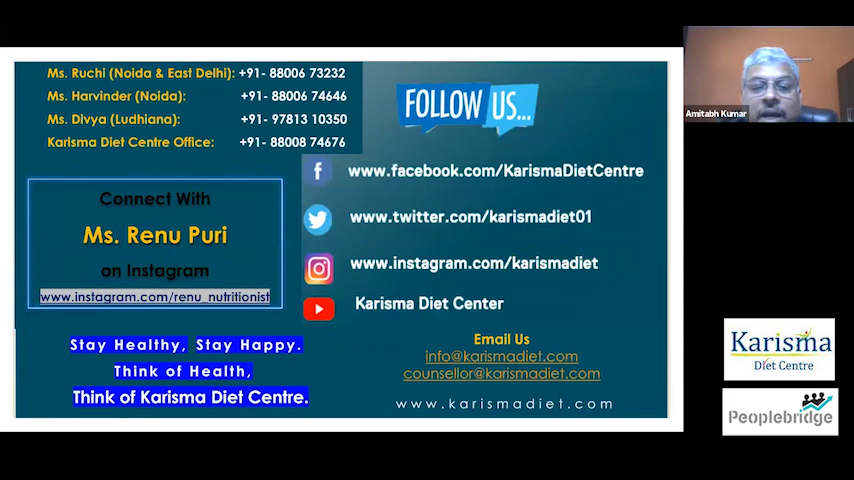 Ms. Ruchi (Noida & East Delhi): +91- 88006 73232
Ms. Harvinder (Noida): +91- 88006 74646
Ms. Divya (Ludhiana): +91- 97813 10350
Karisma Diet Centre Office: +91- 88008 74676
Connect With
Ms. Renu Puri
on Instagram
www.instagram.com/renu_nutritionist
Stay Healthy, Stay Happy.
Think of Health,
Think of Karisma Diet Centre.
FOLLOW US...
www.facebook.com/KarismaDietCentre
www.twitter.com/karismadiet01
www.instagram.com/karismadiet
Karisma Diet Center
Email Us
info@karismadiet.com
counsellor@karismadiet.com
www.karismadiet.com
Amitabh Kumar
Karisma
Diet Centre
Peoplebridge